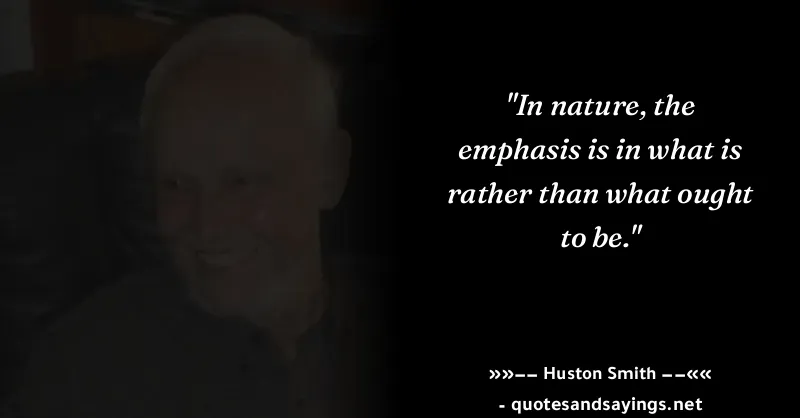 "In nature, the
emphasis is in what is
rather than what ought
to be."
»»−− Huston Smith −−««
- quotesandsayings.net